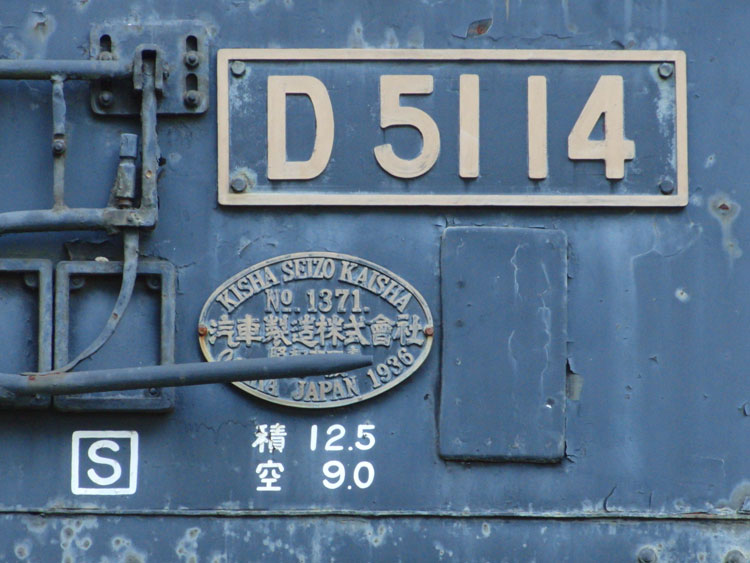 D 5114
KISHA SEIZO KAISHA
No. 1371.
汽車製造株式會社
JAPAN 1936
S
積 12.5
空 9.0